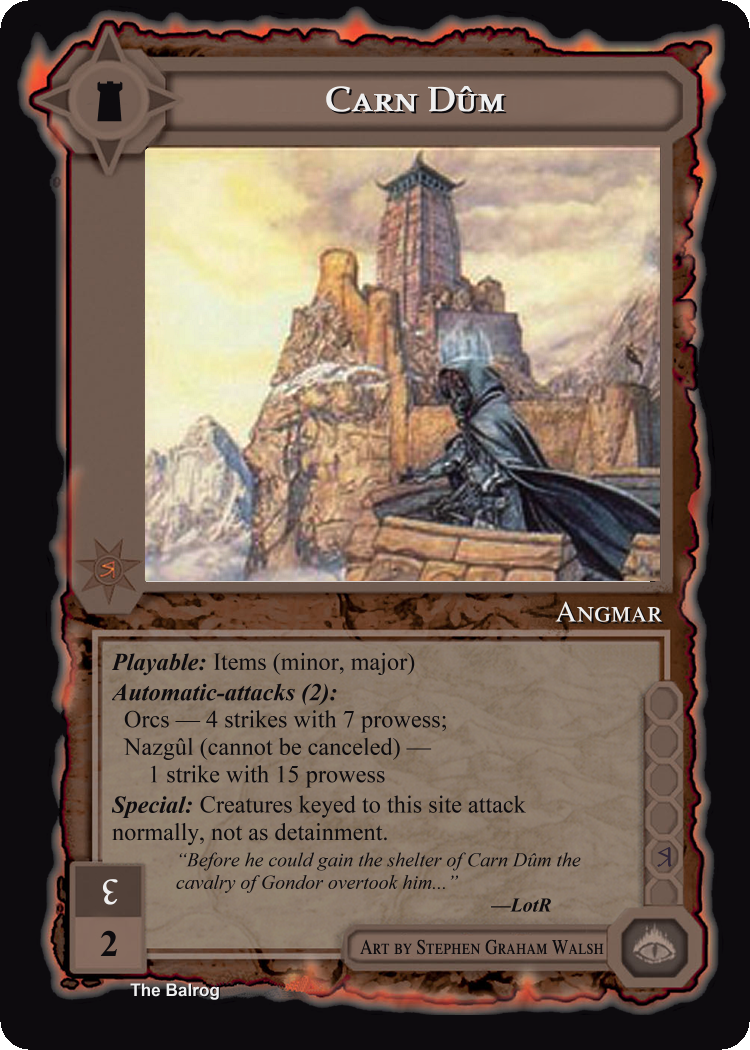 Carn Dûm
Angmar
Playable: Items (minor, major)
Automatic-attacks (2):
Orcs — 4 strikes with 7 prowess;
Nazgûl (cannot be canceled) —
1 strike with 15 prowess
Special: Creatures keyed to this site attack
normally, not as detainment.
“Before he could gain the shelter of Carn Dûm the
cavalry of Gondor overtook him...”
—LotR
2
Art by Stephen Graham Walsh
The Balrog